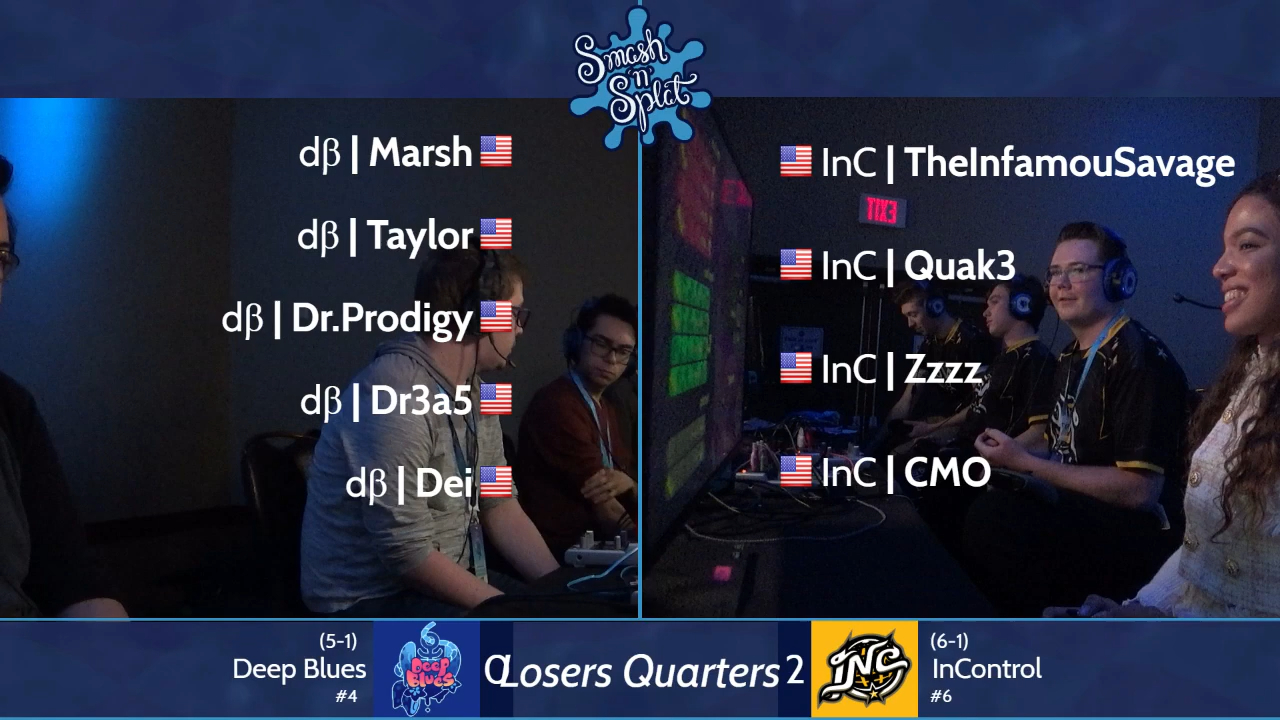 Smash
'n'
Splat
dβ | Marsh
dβ | Taylor
dβ | Dr.Prodigy
dβ | Dr3a5
dβ | Dei
InC | TheInfamouSavage
EXIT
InC | Quak3
InC | Zzzz
InC | CMO
(5-1)
Deep Blues
#4
DEEP
BLUES
0
Losers Quarters
2
INC
(6-1)
InControl
#6